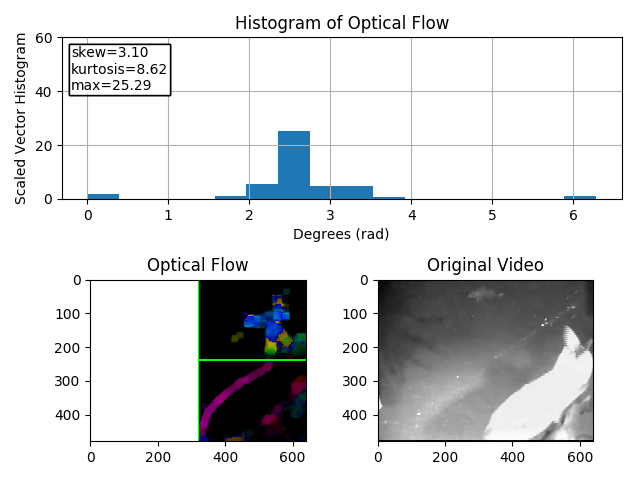 Histogram of Optical Flow
skew=3.10
kurtosis=8.62
max=25.29
Scaled Vector Histogram
60
40
20
0
0 1 2 3 4 5 6
Degrees (rad)
Optical Flow
0
100
200
300
400
0 200 400 600
Original Video
0
100
200
300
400
0 200 400 600